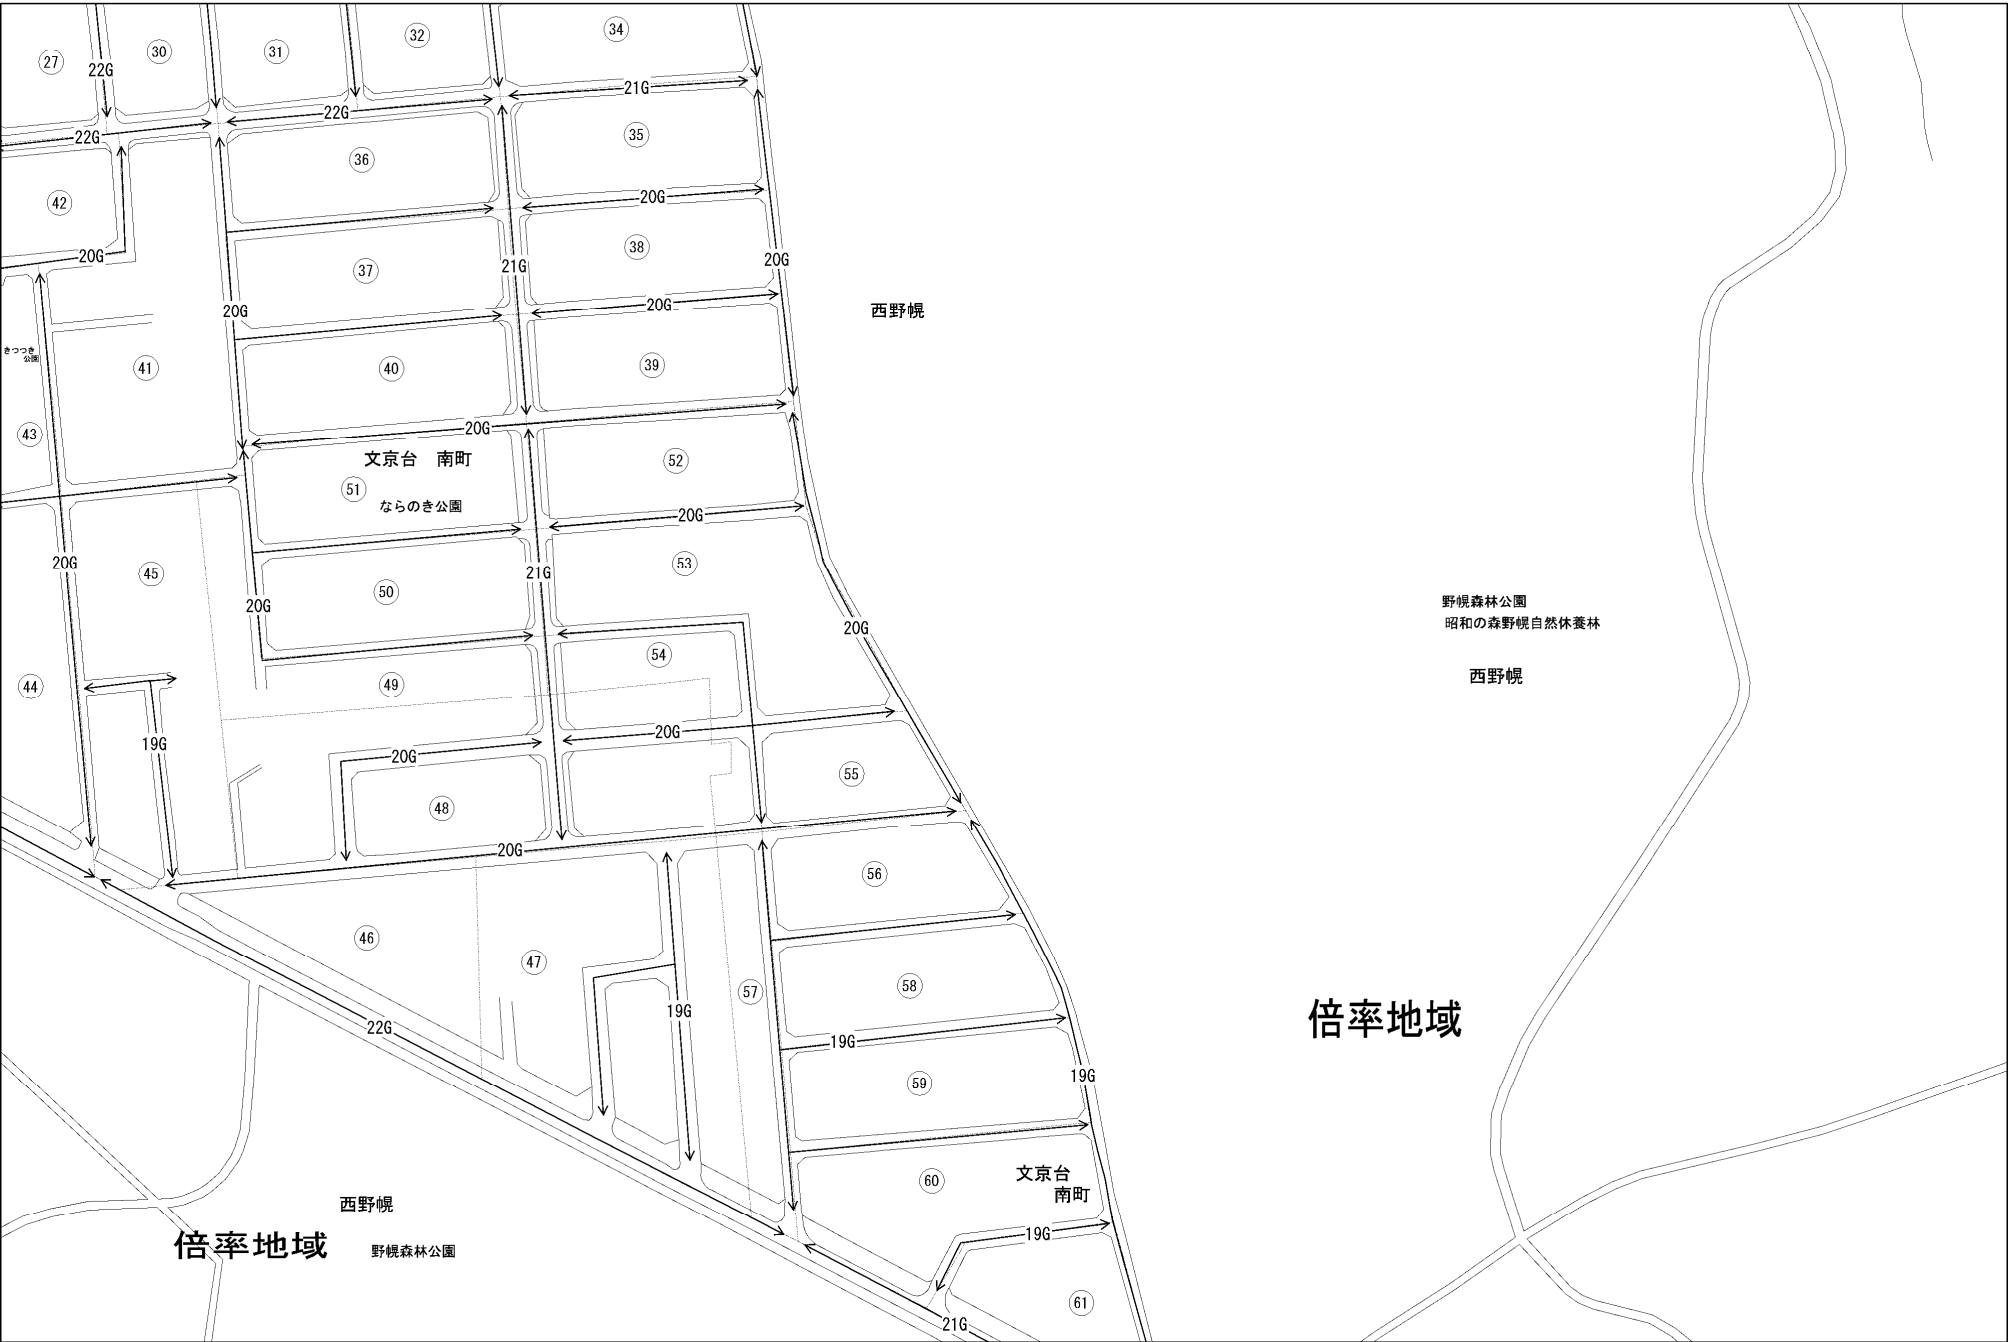 34
32
30
31
27
22G
21G
22G
22G
35
36
20G
42
38
20G
20G
21G
37
20G
20G
西野幌
きつつき
公園
41
40
39
43
20G
文京台　南町
52
51
ならのき公園
20G
20G
45
53
21G
50
20G
野幌森林公園
昭和の森野幌自然休養林
20G
54
西野幌
44
49
20G
19G
20G
55
48
20G
56
46
47
58
57
19G
倍率地域
22G
19G
19G
59
文京台
南町
60
西野幌
19G
倍率地域
野幌森林公園
61
21G